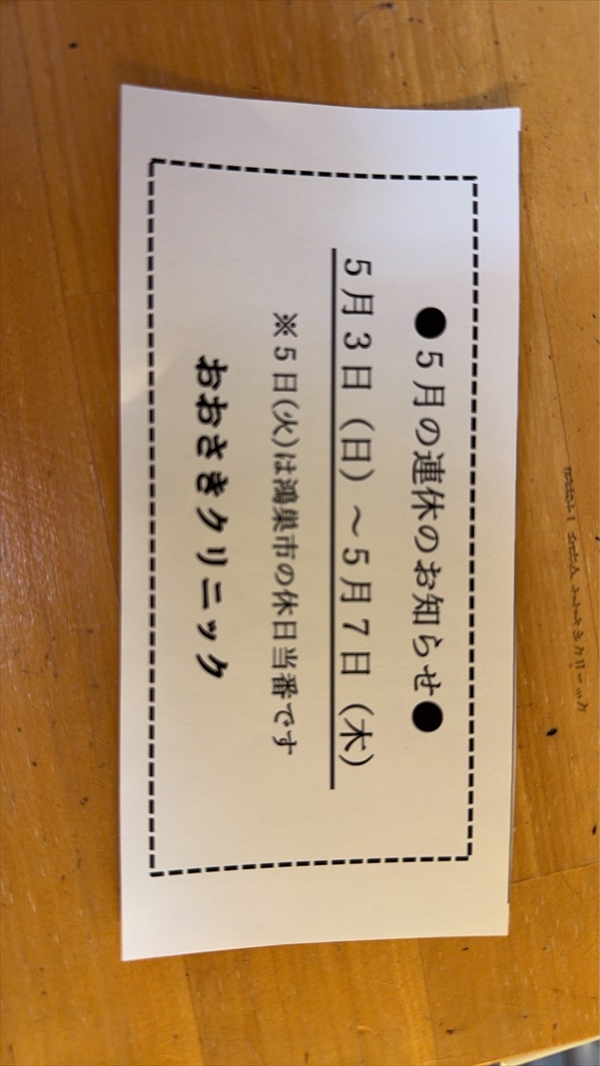 ●５月の連休のお知らせ●
５月３日（日）～５月７日（木）
※５日(火)は鴻巣市の休日当番です
おおさきクリニック